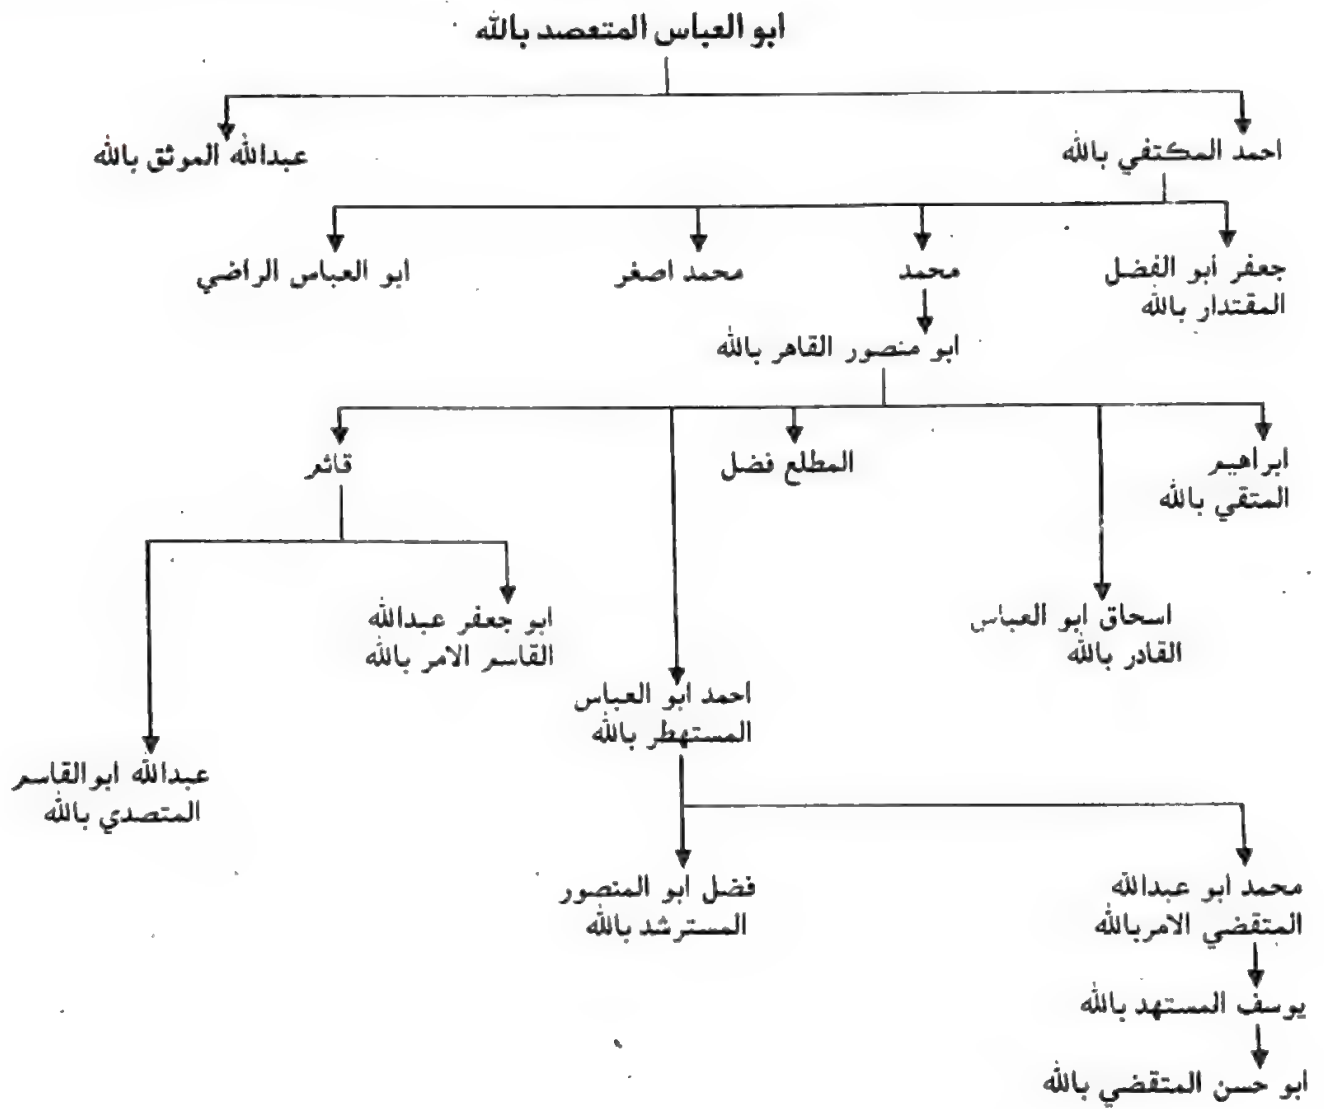 ابو العباس المتعصد بالله
احمد المكتفي بالله
عبدالله الموثق بالله
جعفر ابو الفضل
المقتدار بالله
محمد
محمد اصغر
ابو العباس الراضي
ابو منصور القاهر بالله
ابراهيم
المتقي بالله
المطلع فضل
قائم
اسحاق ابو العباس
القادر بالله
ابو جعفر عبدالله
القاسم الامر بالله
احمد ابو العباس
المستهظر بالله
عبدالله ابوالقاسم
المتصدي بالله
محمد ابو عبدالله
المتقضي الامربالله
فضل ابو المنصور
المسترشد بالله
يوسف المستهد بالله
ابو حسن المتقضي بالله